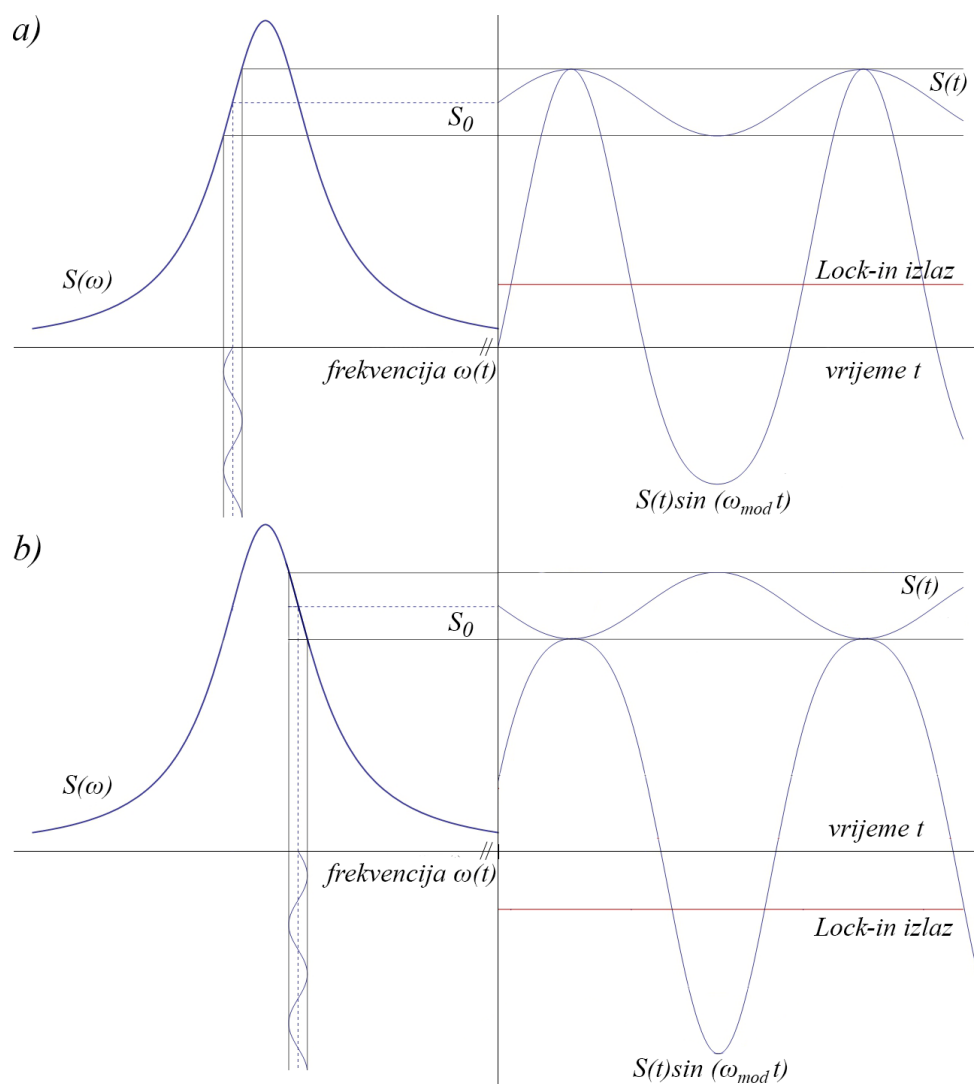 a)
S(t)
S₀
Lock-in izlaz
S(ω)
frekvencija ω(t)
vrijeme t
S(t)sin (ω_mod t)
b)
S(t)
S₀
S(ω)
vrijeme t
frekvencija ω(t)
Lock-in izlaz
S(t)sin (ω_mod t)